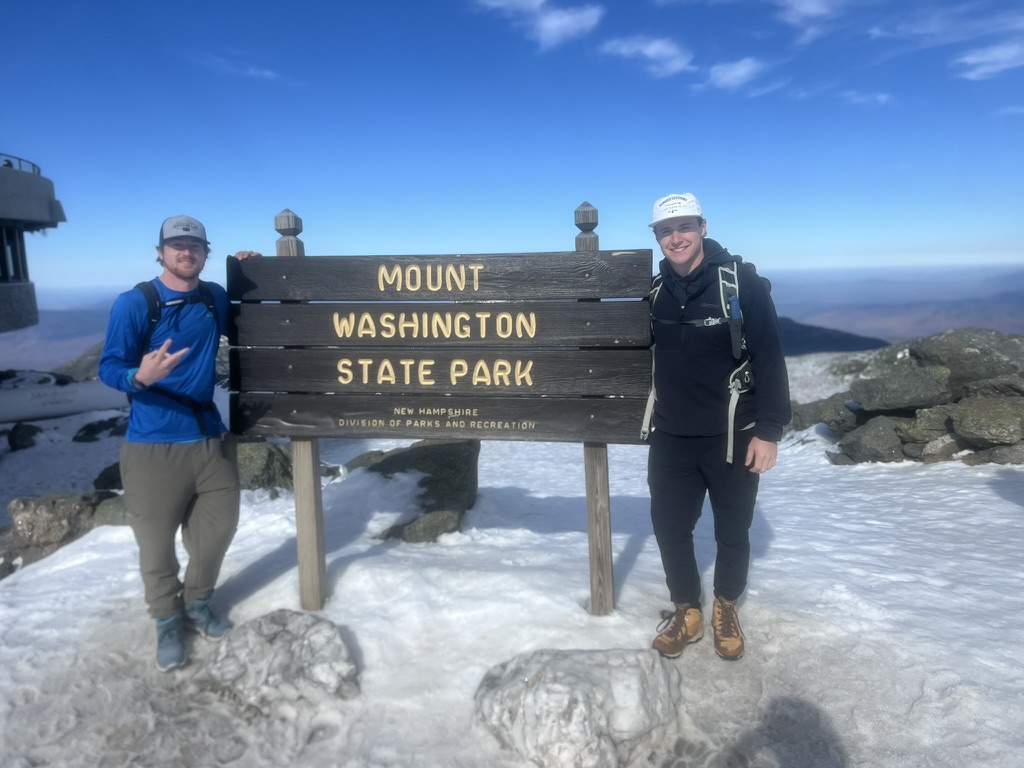 MOUNT
WASHINGTON
STATE PARK
NEW HAMPSHIRE
DIVISION OF PARKS AND RECREATION